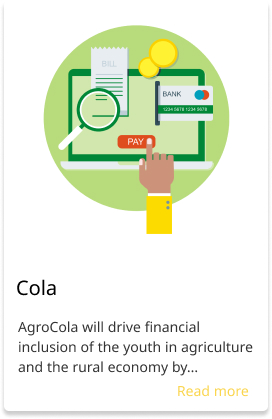 BILL
BANK
1234 5678 1234 5678
PAY
Cola
AgroCola will drive financial
inclusion of the youth in agriculture
and the rural economy by...
Read more